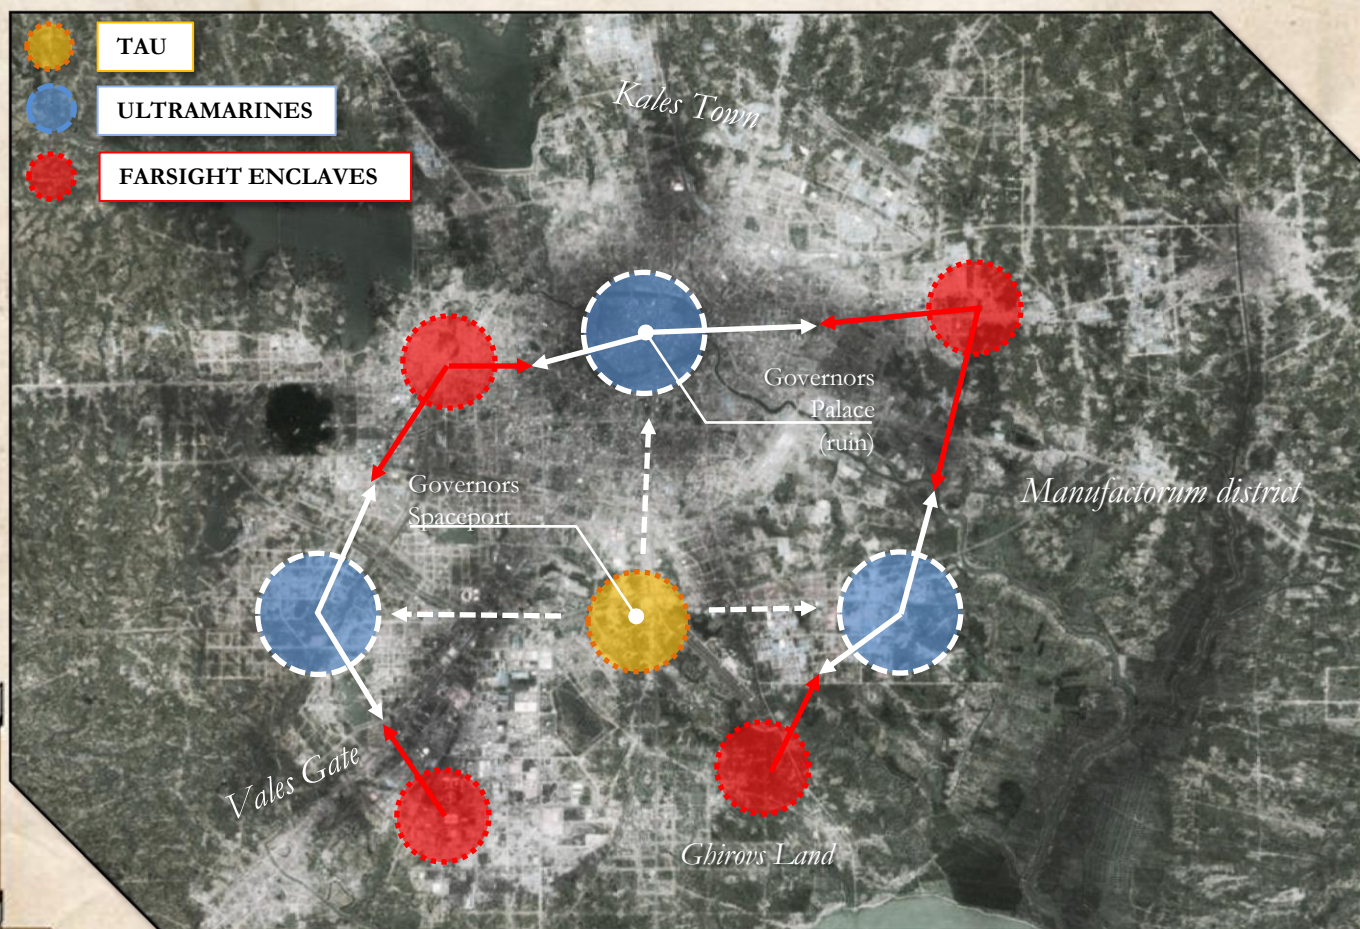 TAU
ULTRAMARINES
FARSIGHT ENCLAVES
Kales Town
Governors
Palace
(ruin)
Governors
Spaceport
Manufactorum district
Vales Gate
Ghirovs Land